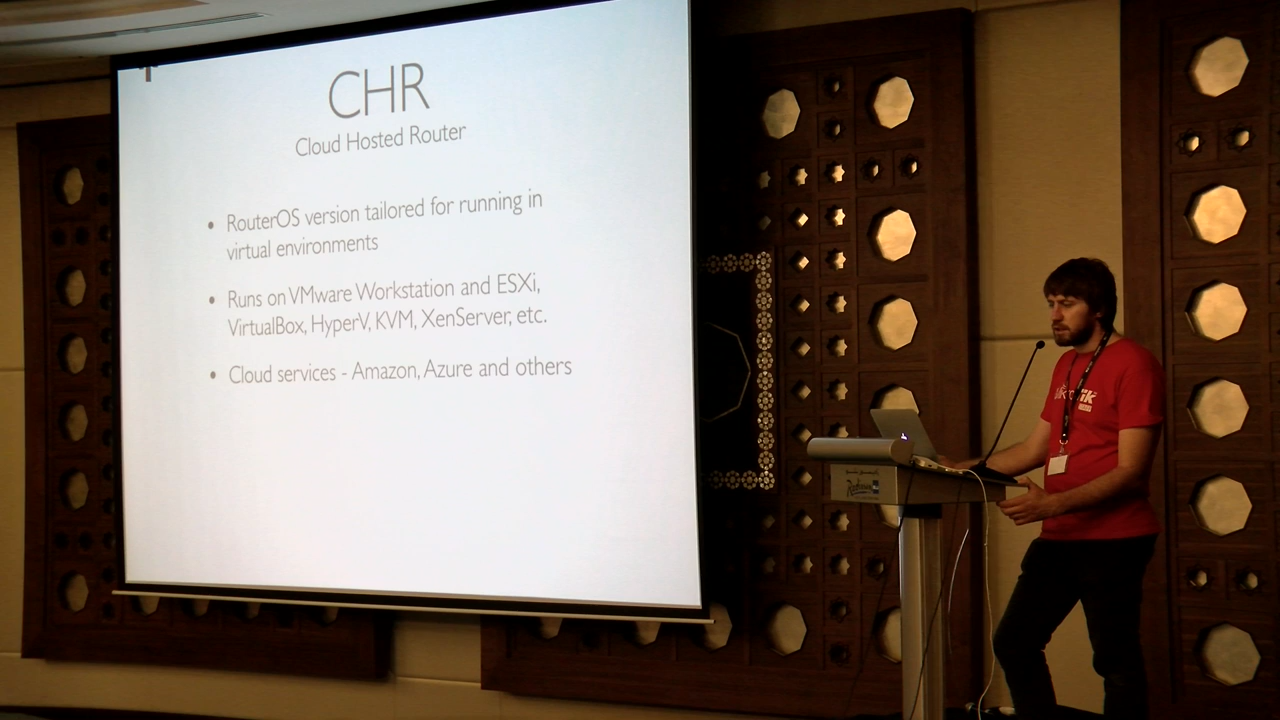 CHR
Cloud Hosted Router
• RouterOS version tailored for running in
virtual environments
• Runs on VMware Workstation and ESXi,
VirtualBox, HyperV, KVM, XenServer, etc.
• Cloud services - Amazon, Azure and others
Radisson